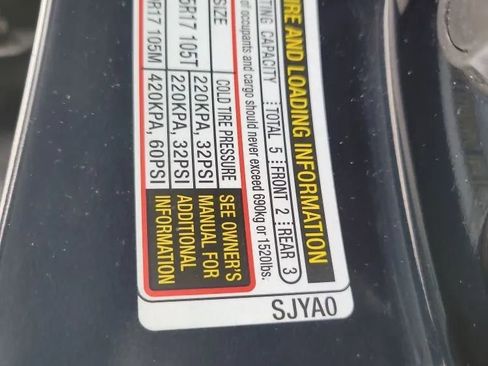 IRE AND LOADING INFORMATION
TING CAPACITY TOTAL 5 FRONT 2 REAR 3
of occupants and cargo should never exceed 690kg or 1520lbs.
SIZE COLD TIRE PRESSURE
5R17 105T 220KPA, 32PSI
220KPA, 32PSI
5R17 105M 420KPA, 60PSI
SEE OWNER'S
MANUAL FOR
ADDITIONAL
INFORMATION
SJYA0